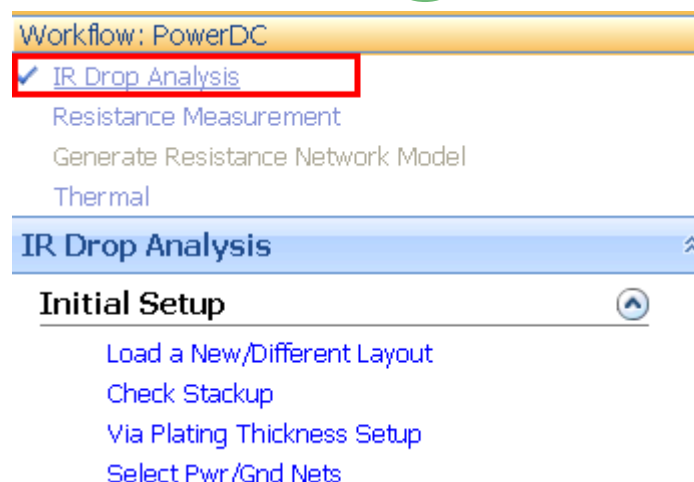 Workflow: PowerDC
IR Drop Analysis
Resistance Measurement
Generate Resistance Network Model
Thermal
IR Drop Analysis
Initial Setup
Load a New/Different Layout
Check Stackup
Via Plating Thickness Setup
Select Pwr/Gnd Nets